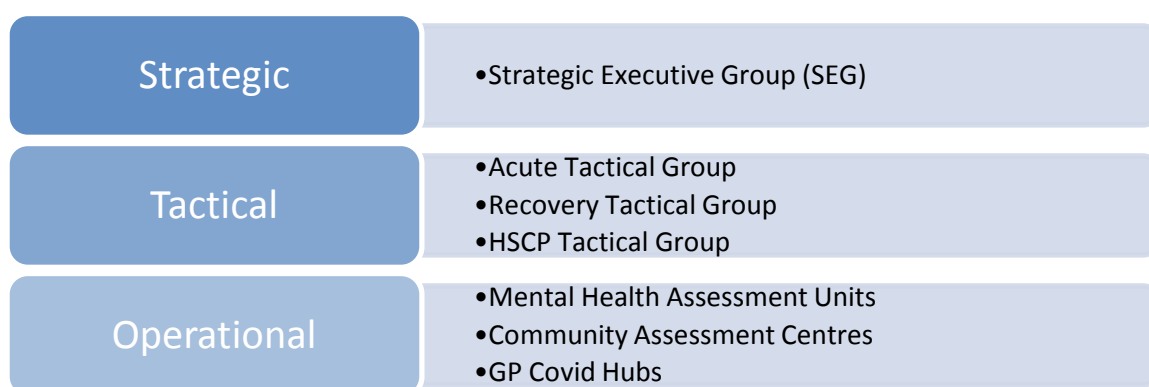 Strategic
•Strategic Executive Group (SEG)
Tactical
•Acute Tactical Group
•Recovery Tactical Group
•HSCP Tactical Group
Operational
•Mental Health Assessment Units
•Community Assessment Centres
•GP Covid Hubs